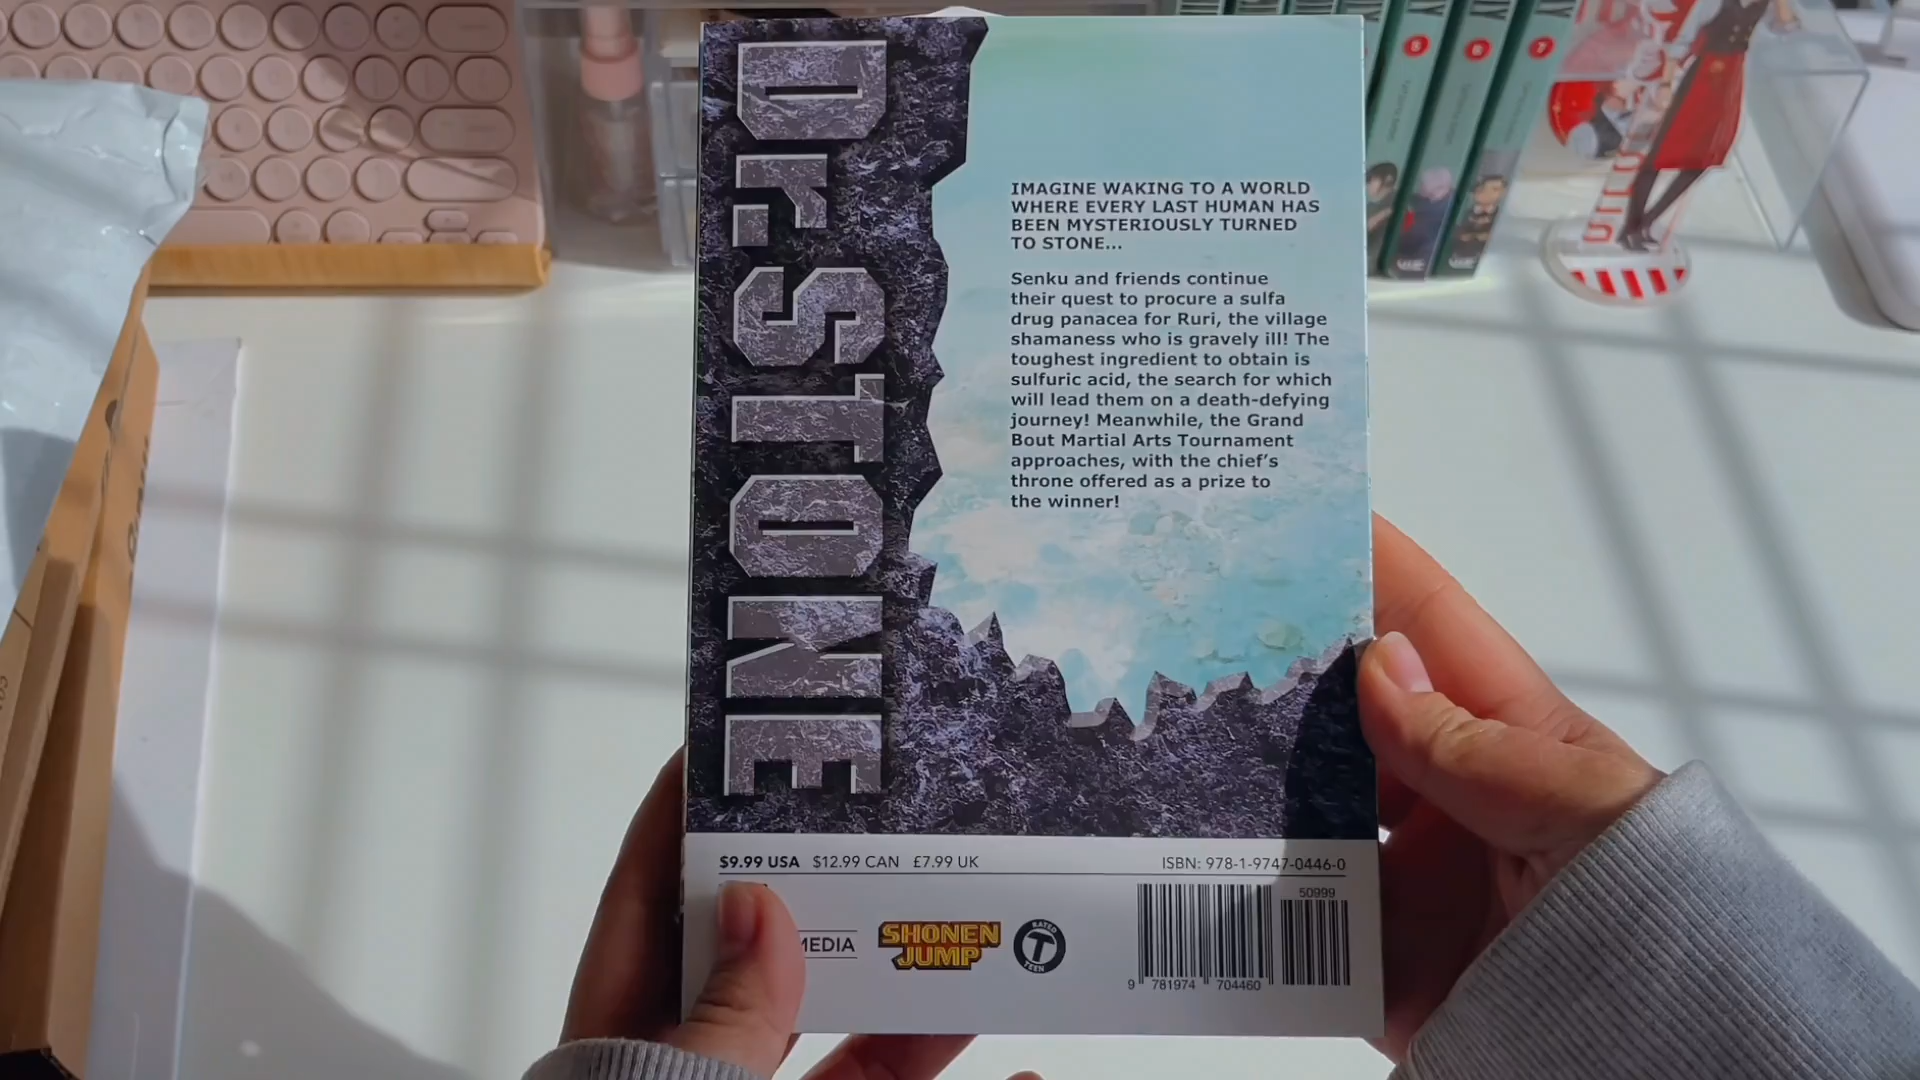 Dr.STONE
IMAGINE WAKING TO A WORLD
WHERE EVERY LAST HUMAN HAS
BEEN MYSTERIOUSLY TURNED
TO STONE...
Senku and friends continue
their quest to procure a sulfa
drug panacea for Ruri, the village
shamaness who is gravely ill! The
toughest ingredient to obtain is
sulfuric acid, the search for which
will lead them on a death-defying
journey! Meanwhile, the Grand
Bout Martial Arts Tournament
approaches, with the chief's
throne offered as a prize to
the winner!
$9.99 USA $12.99 CAN £7.99 UK
ISBN: 978-1-9747-0446-0
50999
MEDIA
SHONEN
JUMP
RATED
T
TEEN
9 781974 704460
7